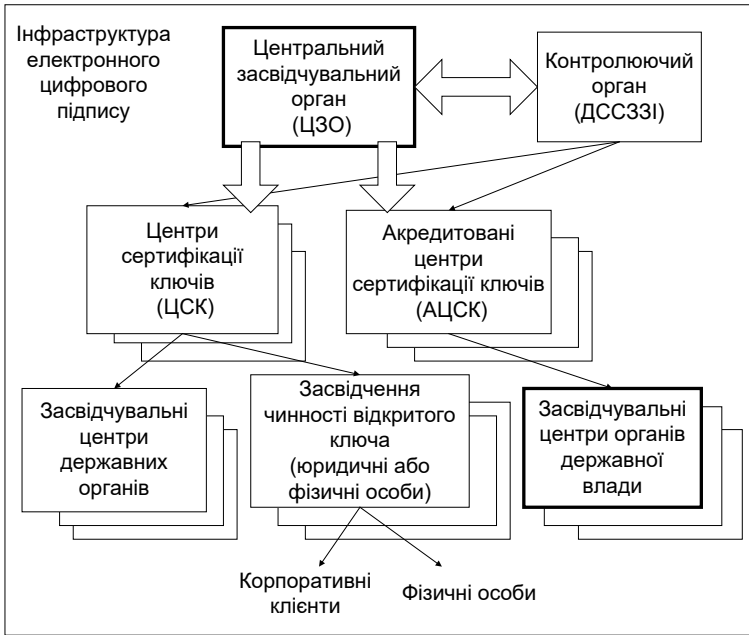 Інфраструктура
електронного
цифрового
підпису
Центральний
засвідчувальний
орган
(ЦЗО)
Контролюючий
орган
(ДССЗЗІ)
Центри
сертифікації
ключів
(ЦСК)
Акредитовані
центри
сертифікації ключів
(АЦСК)
Засвідчувальні
центри
державних
органів
Засвідчення
чинності відкритого
ключа
(юридичні або
фізичні особи)
Засвідчувальні
центри органів
державної
влади
Корпоративні
клієнти
Фізичні особи